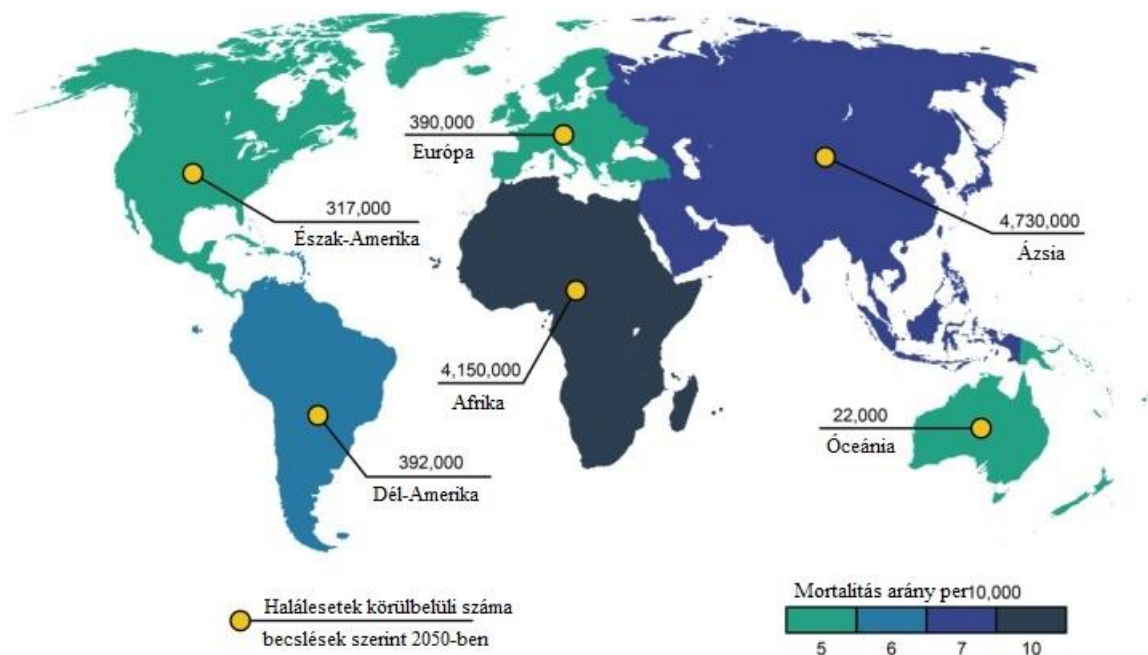 390,000
Európa
317,000
Észak-Amerika
4,730,000
Ázsia
4,150,000
Afrika
22,000
Óceánia
392,000
Dél-Amerika
Halálesetek körülbelüli száma
becslések szerint 2050-ben
Mortalitás arány per10,000
5 6 7 10